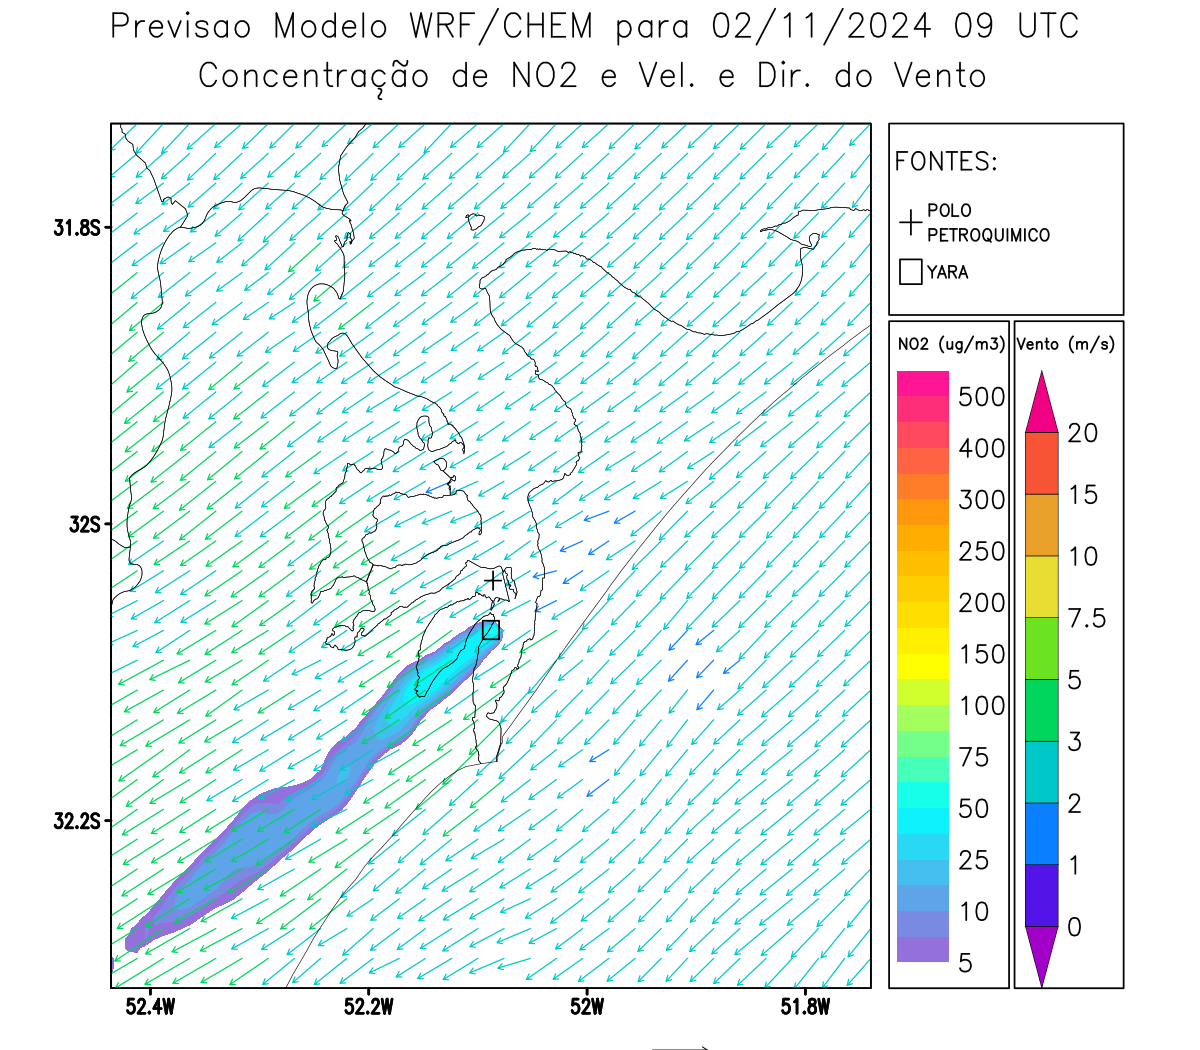 Previsao Modelo WRF/CHEM para 02/11/2024 09 UTC
Concentração de NO2 e Vel. e Dir. do Vento
FONTES:
POLO
PETROQUIMICO
YARA
NO2 (ug/m3)
500
400
300
250
200
150
100
75
50
25
10
5
Vento (m/s)
20
15
10
7.5
5
3
2
1
0
31.8S
32S
32.2S
52.4W
52.2W
52W
51.8W